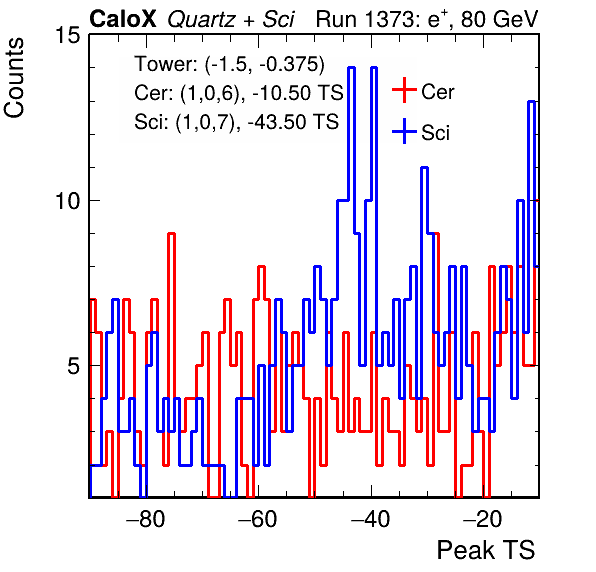 CaloX Quartz + Sci Run 1373: e+, 80 GeV
Counts
15
10
5
Tower: (-1.5, -0.375)
Cer: (1,0,6), -10.50 TS
Sci: (1,0,7), -43.50 TS
Cer
Sci
−80 −60 −40 −20
Peak TS